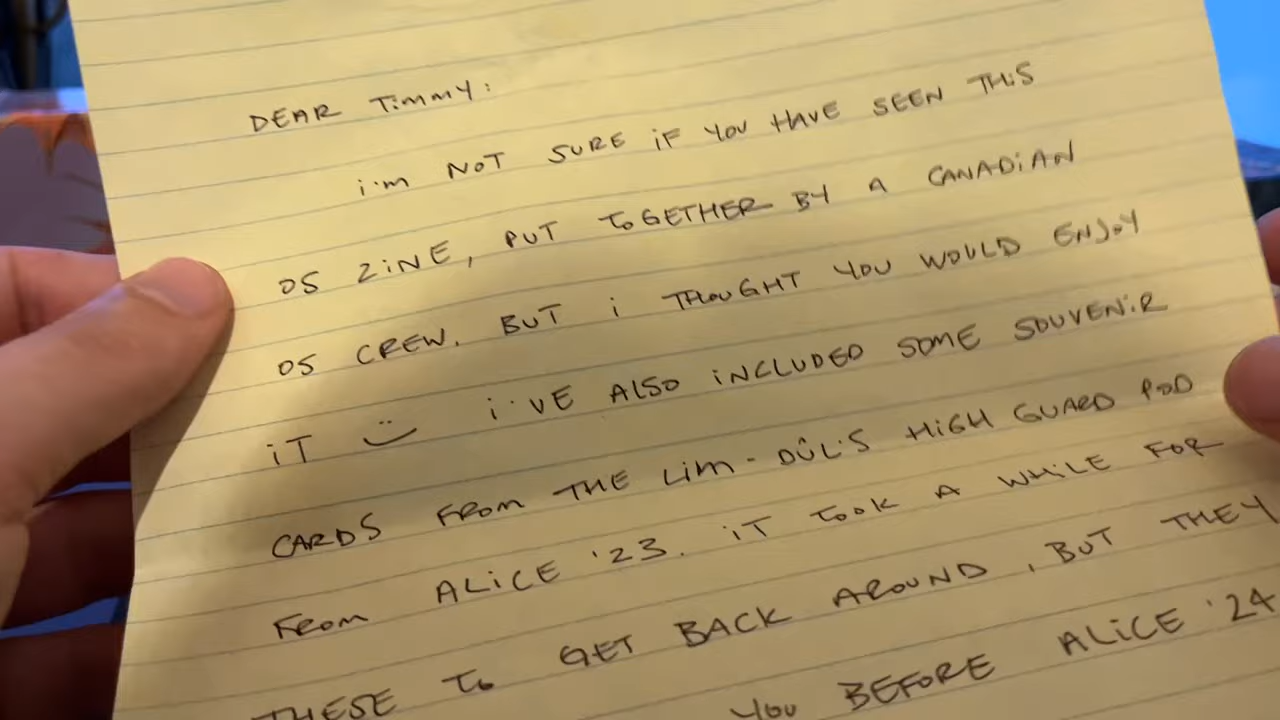 DEAR Timmy:
i'm NOT SURE iF YOU HAVE SEEN THiS
OS ZiNE, PUT TOGETHER BY A CANADiAN
OS CREW. BUT i THOUGHT YOU WOULD ENJOY
iT :) i'VE ALSO iNCLUDED SOME SOUVENiR
CARDS FROM THE LiM-DÛL'S HiGH GUARD POD
FROM ALiCE '23. iT TOOK A WHiLE FOR
THESE TO GET BACK AROUND, BUT THEY
YOU BEFORE ALiCE '24